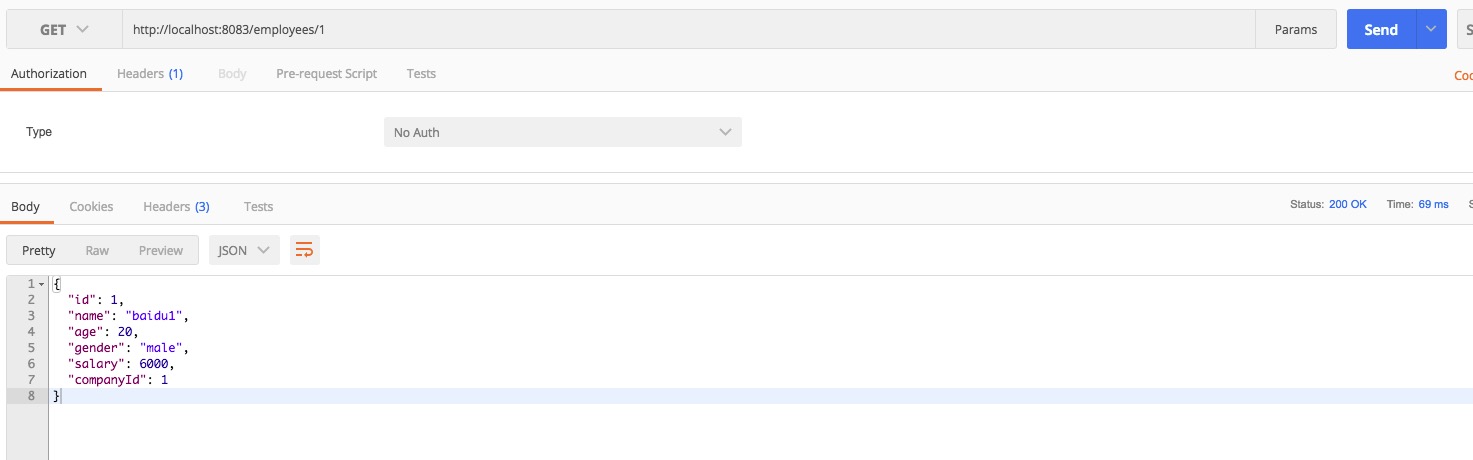 GET http://localhost:8083/employees/1 Params Send S
Authorization Headers (1) Body Pre-request Script Tests Coo
Type No Auth
Body Cookies Headers (3) Tests Status: 200 OK Time: 69 ms S
Pretty Raw Preview JSON
1 {
2 "id": 1,
3 "name": "baidu1",
4 "age": 20,
5 "gender": "male",
6 "salary": 6000,
7 "companyId": 1
8 }